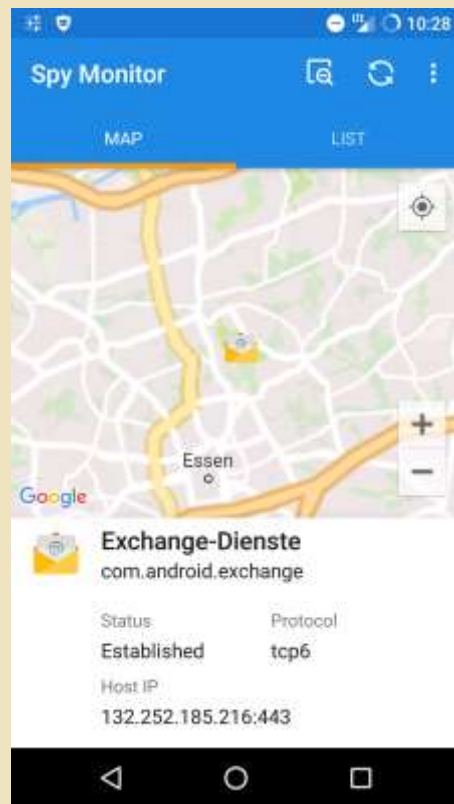 10:28
Spy Monitor
MAP LIST
Essen
Google
Exchange-Dienste
com.android.exchange
Status Protocol
Established tcp6
Host IP
132.252.185.216:443